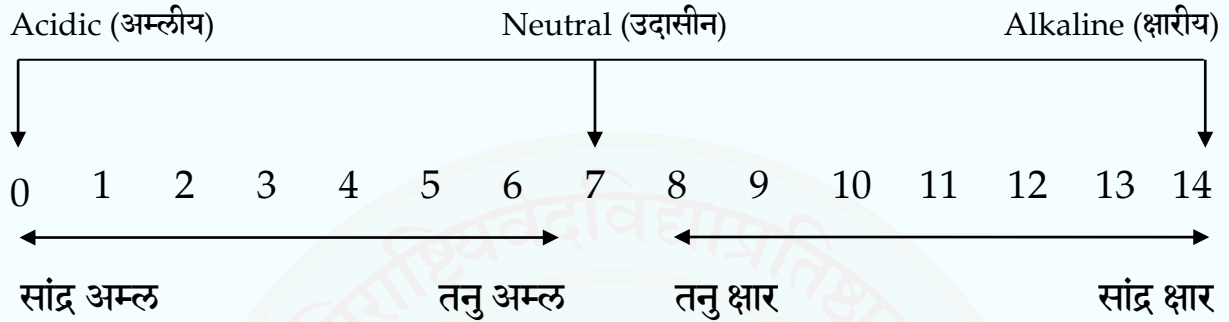 Acidic (अम्लीय) Neutral (उदासीन) Alkaline (क्षारीय)
0 1 2 3 4 5 6 7 8 9 10 11 12 13 14
सांद्र अम्ल तनु अम्ल तनु क्षार सांद्र क्षार